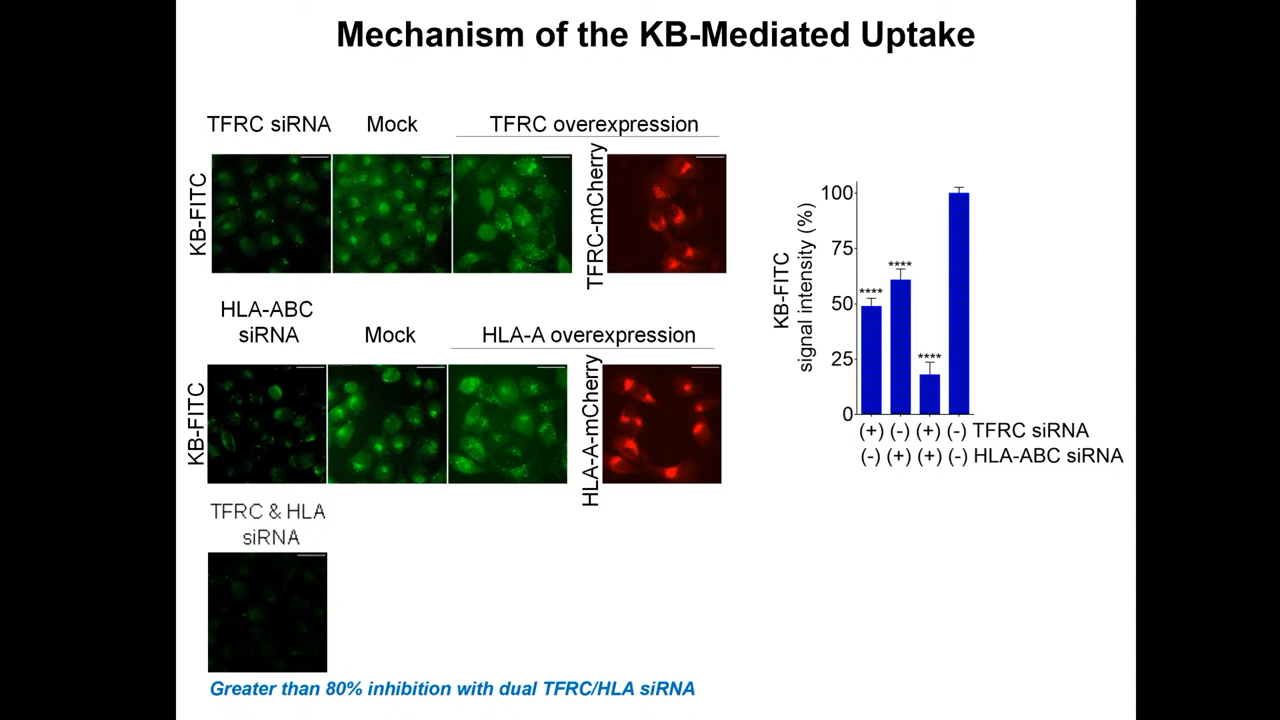 Mechanism of the KB-Mediated Uptake
TFRC siRNA
Mock
TFRC overexpression
KB-FITC
TFRC-mCherry
HLA-ABC
siRNA
Mock
HLA-A overexpression
KB-FITC
HLA-A-mCherry
TFRC & HLA
siRNA
Greater than 80% inhibition with dual TFRC/HLA siRNA
KB-FITC
signal intensity (%)
100
75
50
25
0
****
****
****
(+) (-) (+) (-) TFRC siRNA
(-) (+) (+) (-) HLA-ABC siRNA